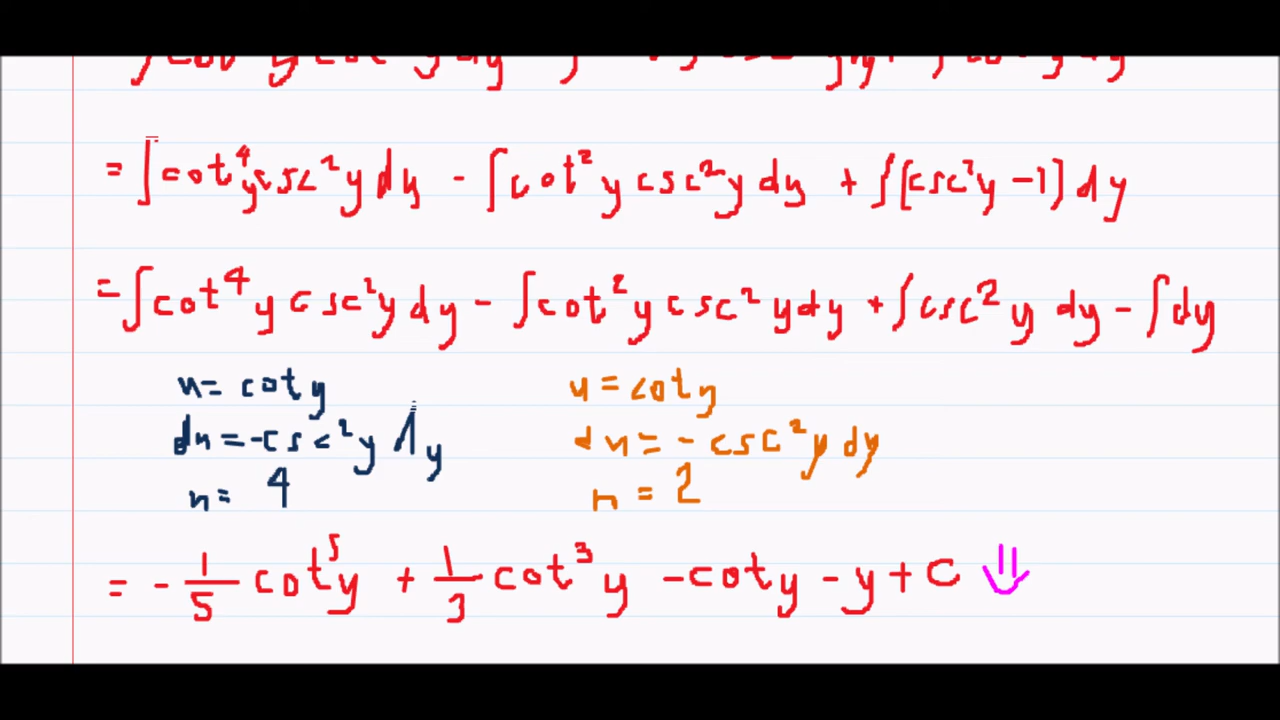 = ∫cot⁴y csc²y dy - ∫cot²y csc²y dy + ∫[csc²y - 1] dy
= ∫cot⁴y csc²y dy - ∫cot²y csc²y dy + ∫csc²y dy - ∫dy
u = cot y
du = -csc²y dy
n = 4
u = cot y
du = -csc²y dy
n = 2
= -1/5 cot⁵y + 1/3 cot³y - cot y - y + C ⇓